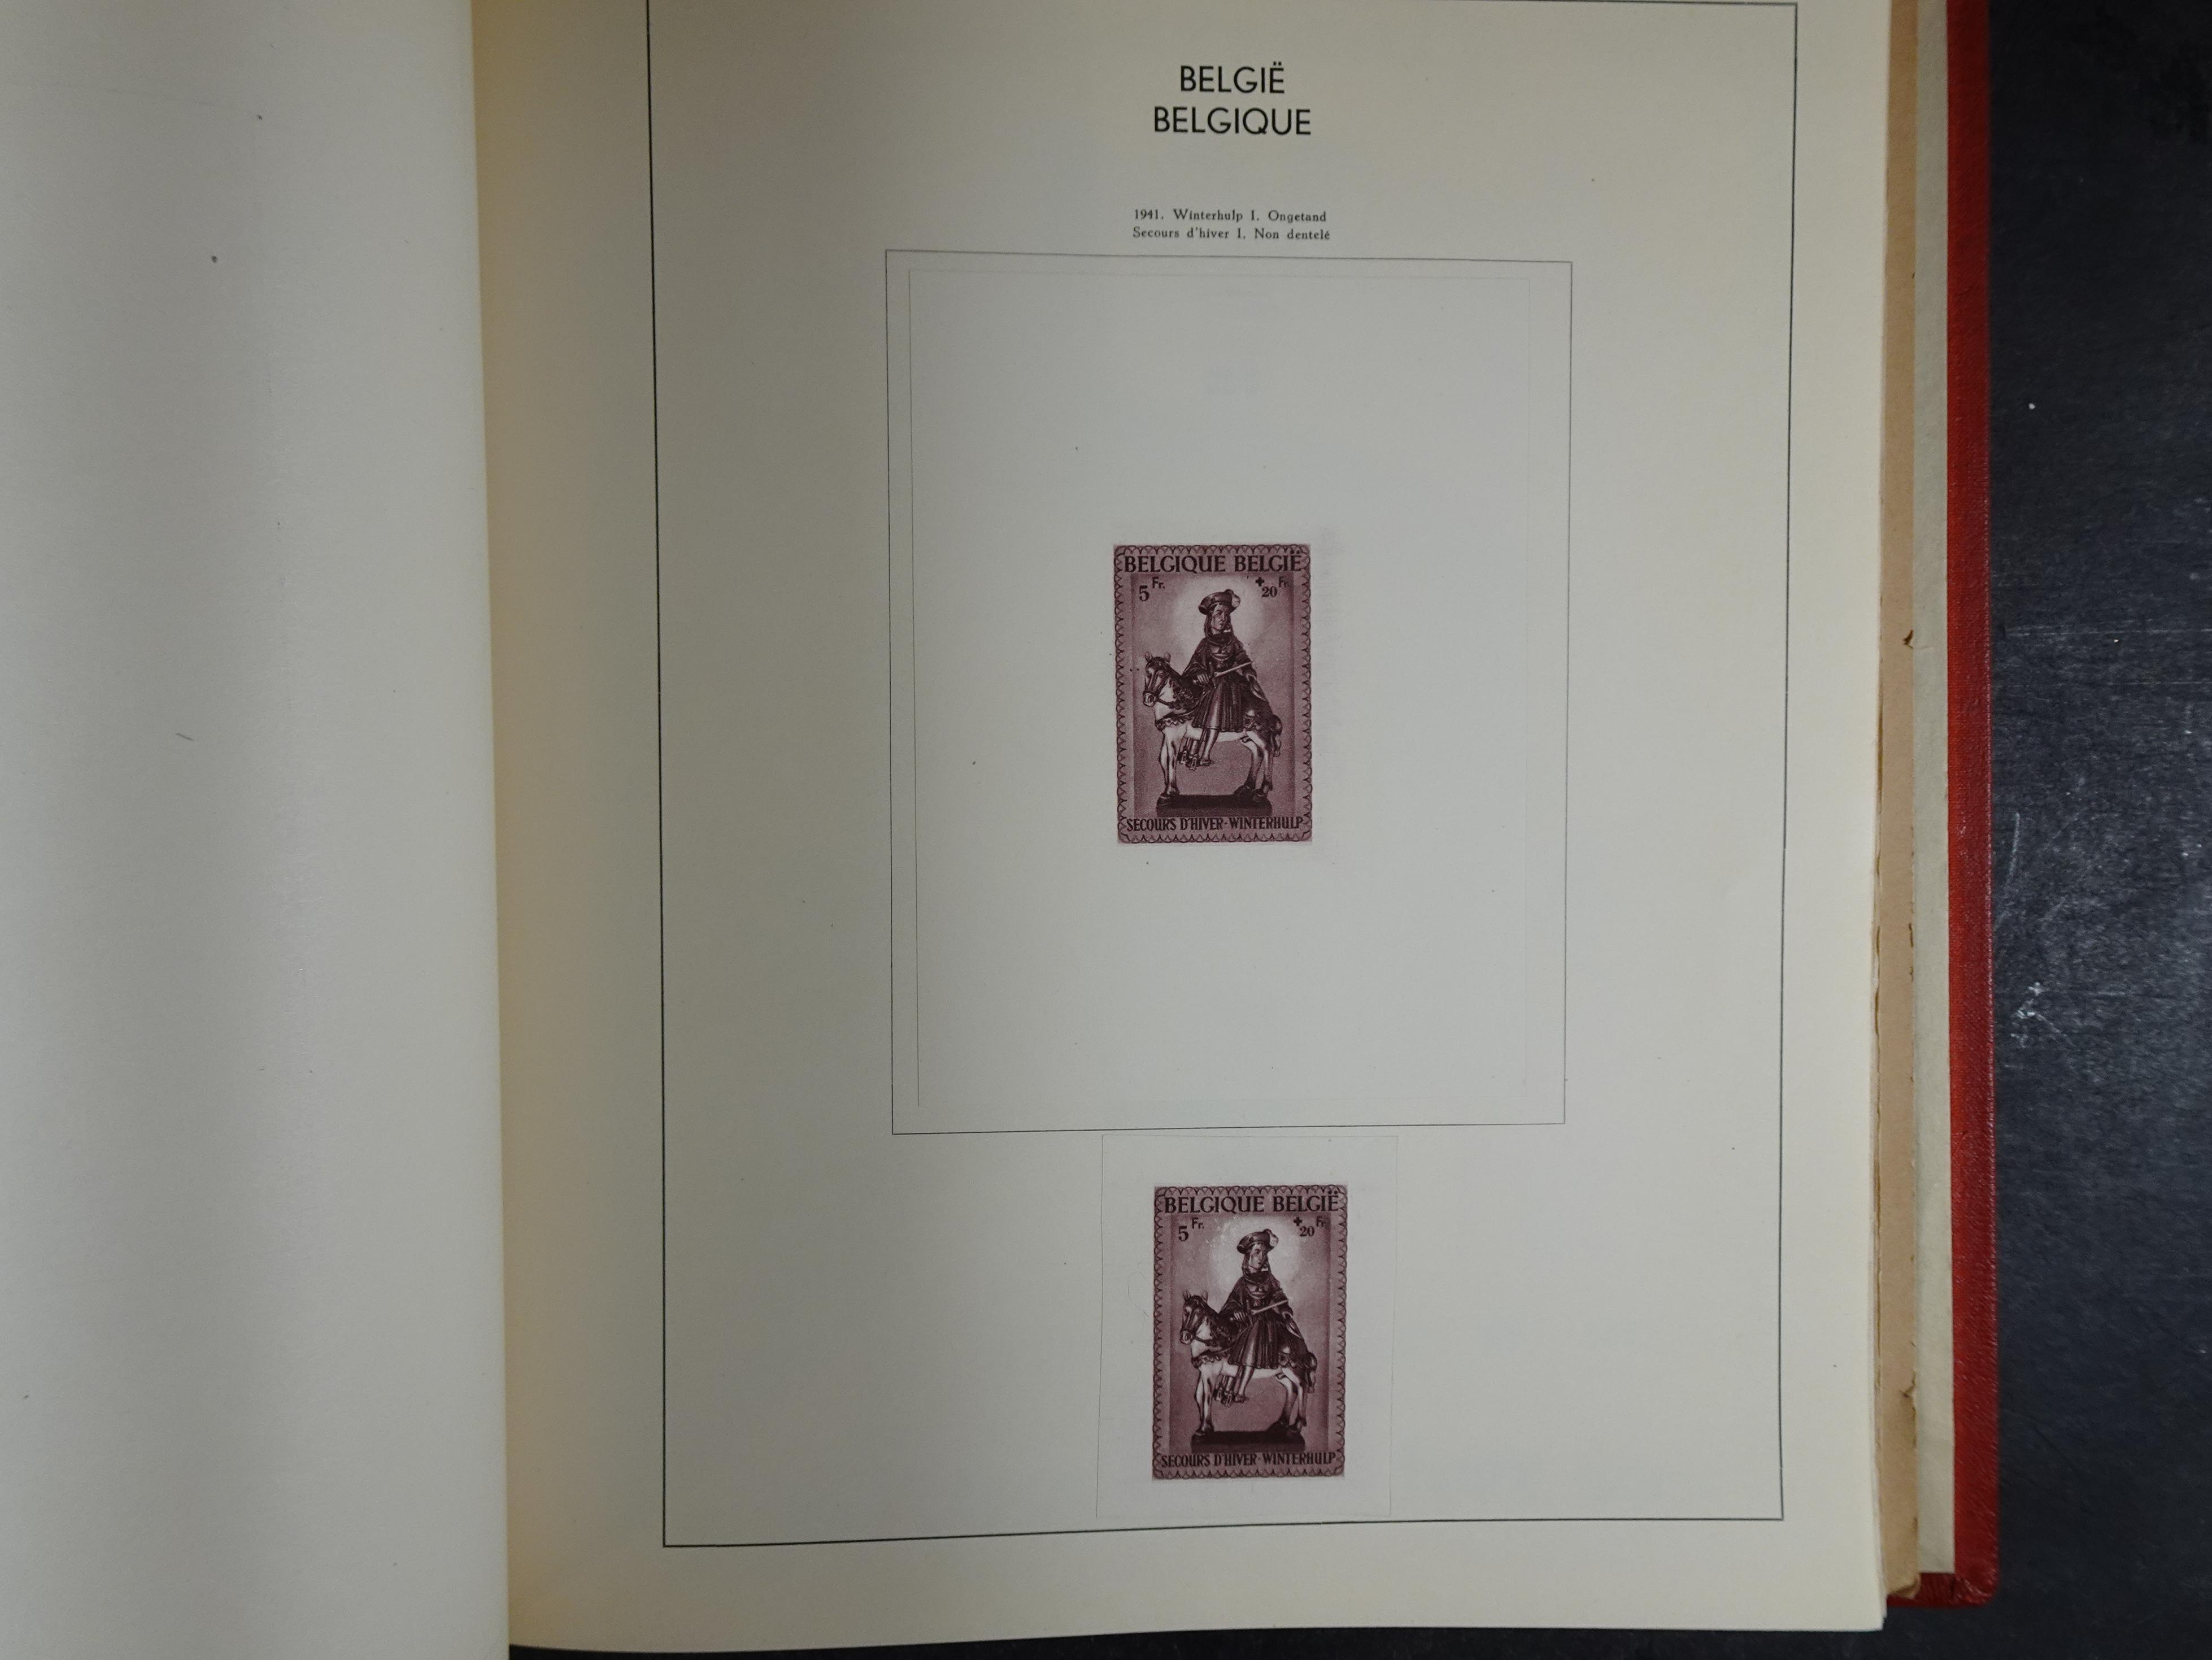 BELGIË
BELGIQUE
1941. Winterhulp I. Ongetand
Secours d'hiver I. Non dentelé
BELGIQUE BELGIË
5 Fr. +20 Fr.
SECOURS D'HIVER-WINTERHULP
BELGIQUE BELGIË
5 Fr. +20 Fr.
SECOURS D'HIVER-WINTERHULP